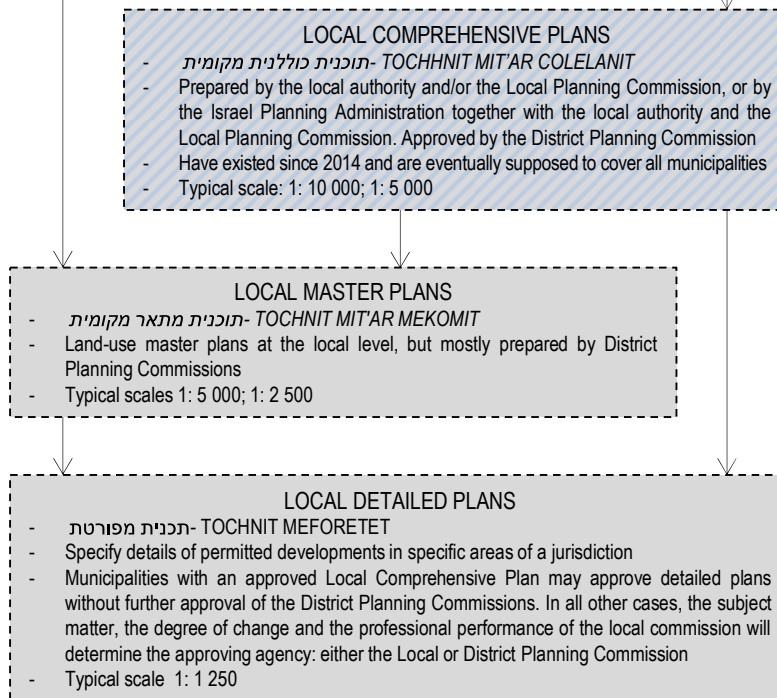 LOCAL COMPREHENSIVE PLANS
- תוכנית כוללנית מקומית- TOCHHNIT MIT'AR COLELANIT
- Prepared by the local authority and/or the Local Planning Commission, or by
the Israel Planning Administration together with the local authority and the
Local Planning Commission. Approved by the District Planning Commission
- Have existed since 2014 and are eventually supposed to cover all municipalities
- Typical scale: 1: 10 000; 1: 5 000
LOCAL MASTER PLANS
- תוכנית מתאר מקומית- TOCHNIT MIT'AR MEKOMIT
- Land-use master plans at the local level, but mostly prepared by District
Planning Commissions
- Typical scales 1: 5 000; 1: 2 500
LOCAL DETAILED PLANS
- תכנית מפורטת- TOCHNIT MEFORETET
- Specify details of permitted developments in specific areas of a jurisdiction
- Municipalities with an approved Local Comprehensive Plan may approve detailed plans
without further approval of the District Planning Commissions. In all other cases, the subject
matter, the degree of change and the professional performance of the local commission will
determine the approving agency: either the Local or District Planning Commission
- Typical scale 1: 1 250